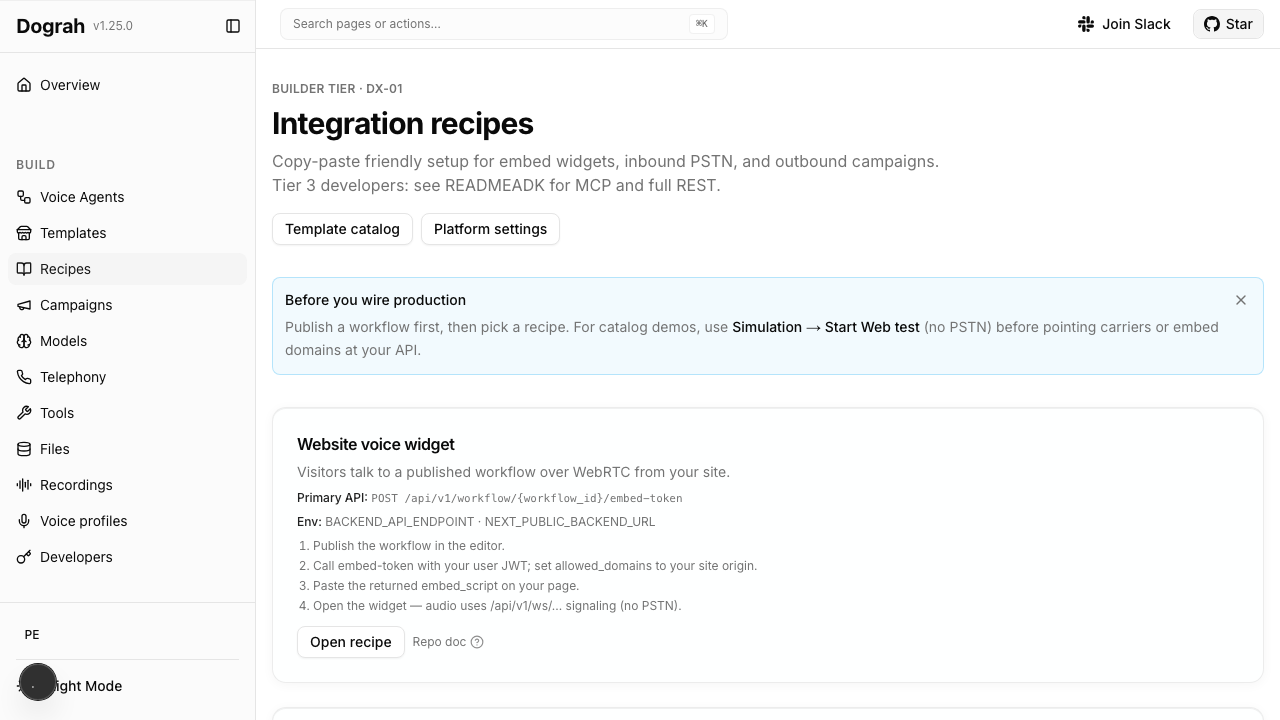 Dograh v1.25.0
Search pages or actions... ⌘K
Join Slack
Star
Overview
BUILD
Voice Agents
Templates
Recipes
Campaigns
Models
Telephony
Tools
Files
Recordings
Voice profiles
Developers
PE
ight Mode
BUILDER TIER · DX-01
Integration recipes
Copy-paste friendly setup for embed widgets, inbound PSTN, and outbound campaigns.
Tier 3 developers: see READMEADK for MCP and full REST.
Template catalog
Platform settings
Before you wire production
Publish a workflow first, then pick a recipe. For catalog demos, use Simulation → Start Web test (no PSTN) before pointing carriers or embed
domains at your API.
Website voice widget
Visitors talk to a published workflow over WebRTC from your site.
Primary API: POST /api/v1/workflow/{workflow_id}/embed-token
Env: BACKEND_API_ENDPOINT · NEXT_PUBLIC_BACKEND_URL
1. Publish the workflow in the editor.
2. Call embed-token with your user JWT; set allowed_domains to your site origin.
3. Paste the returned embed_script on your page.
4. Open the widget — audio uses /api/v1/ws/… signaling (no PSTN).
Open recipe
Repo doc